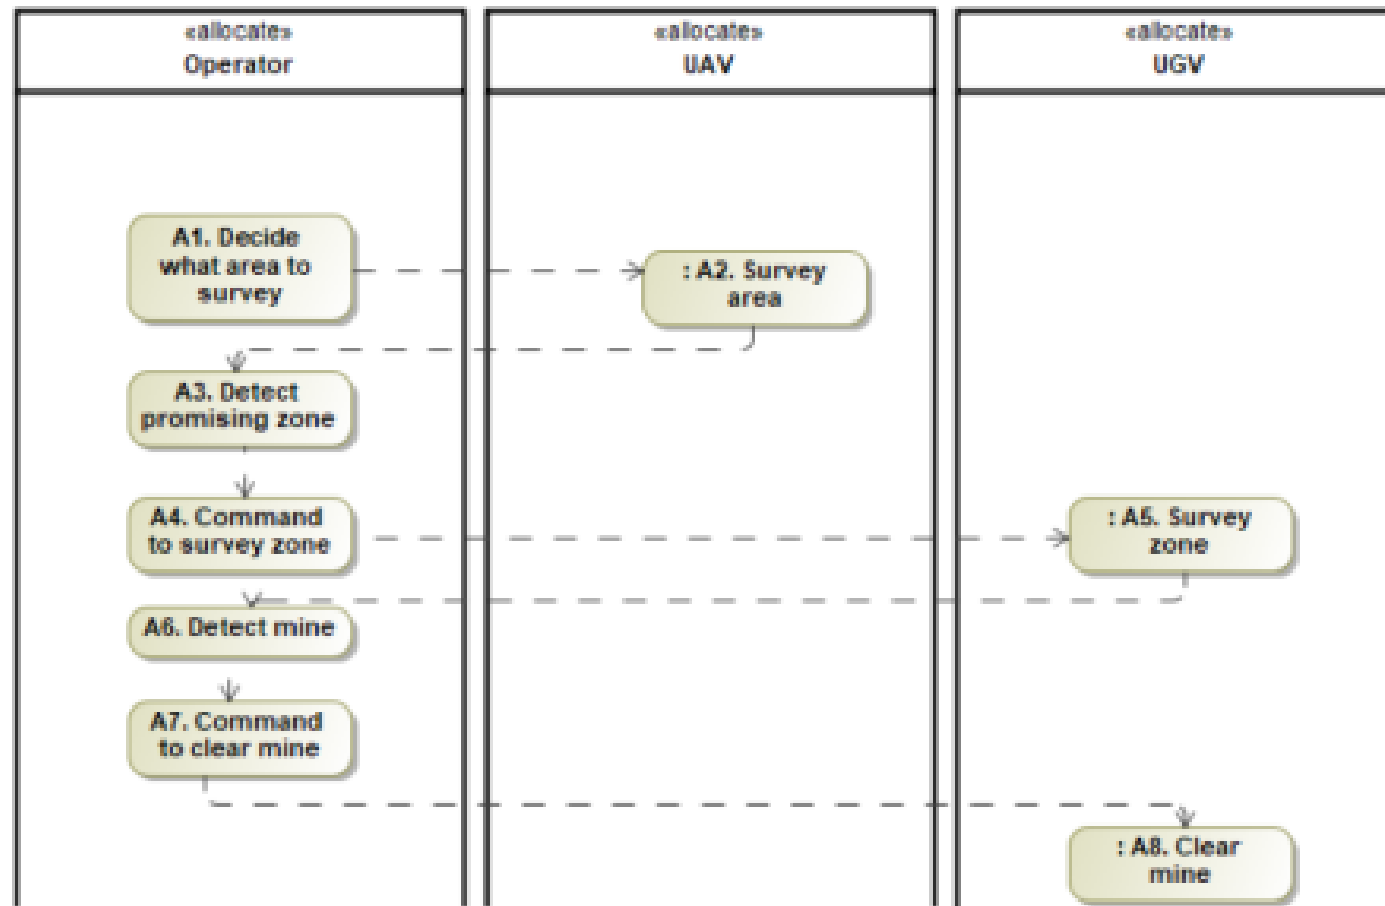 «allocate»
Operator
«allocate»
UAV
«allocate»
UGV
A1. Decide
what area to
survey
: A2. Survey
area
A3. Detect
promising zone
A4. Command
to survey zone
: A5. Survey
zone
A6. Detect mine
A7. Command
to clear mine
: A8. Clear
mine